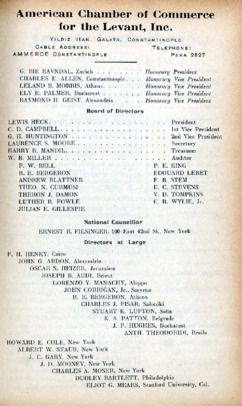 American Chamber of Commerce
for the Levant, Inc.
YILDIZ HAN, GALATA, CONSTANTINOPLE
CABLE ADDRESS: TELEPHONE:
AMMERCE CONSTANTINOPLE PERA 2827
G. BIE RAVNDAL, Zurich Honorary President
CHARLES E. ALLEN, Constantinople Honorary Vice President
LELAND B. MORRIS, Athens Honorary Vice President
ELY E. PALMER, Bucharest Honorary Vice President
RAYMOND H. GEIST, Alexandria Honorary Vice President
Board of Directors
LEWIS HECK President
C. D. CAMPBELL 1st Vice President
G. H. HUNTINGTON 2nd Vice President
LAURENCE S. MOORE Secretary
HARRY R. MANDIL Treasurer
W. B. MILLER Auditor
P. W. BELL P. E. KING
R. E. BERGERON EDOUARD LEBET
ANDREW BLATTNER F. B. STEM
THEO. N. CURMUSI E. C. STEVENS
THERON J. DAMON V. D. TOMPKINS
LUTHER R. FOWLE C. R. WYLIE, Jr.
JULIAN E. GILLESPIE
National Councillor
ERNEST B. FILSINGER, 100 East 42nd St., New York
Directors at Large
F. H. HENRY, Cairo
JOHN G. ARDON, Alexandria
OSCAR S. HEIZER, Jerusalem
JOSEPH B. AUDI, Beirut
LORENZO Y. MANACHY, Aleppo
JOHN CORRIGAN, Jr., Smyrna
R. E. BERGERON, Athens
CHARLES J. PISAR, Saloniki
STUART K. LUPTON, Sofia
K. S. PATTON, Belgrade
J. P. HUGHES, Bucharest
ANTH. THEODORIDI, Braila
HOWARD E. COLE, New York
ALBERT W. STAUB, New York
J. C. GARY, New York
J. D. MOONEY, New York
CHARLES A. MOSER, New York
DUDLEY BARTLETT, Philadelphia
ELIOT G. MEARS, Stanford University, Cal.